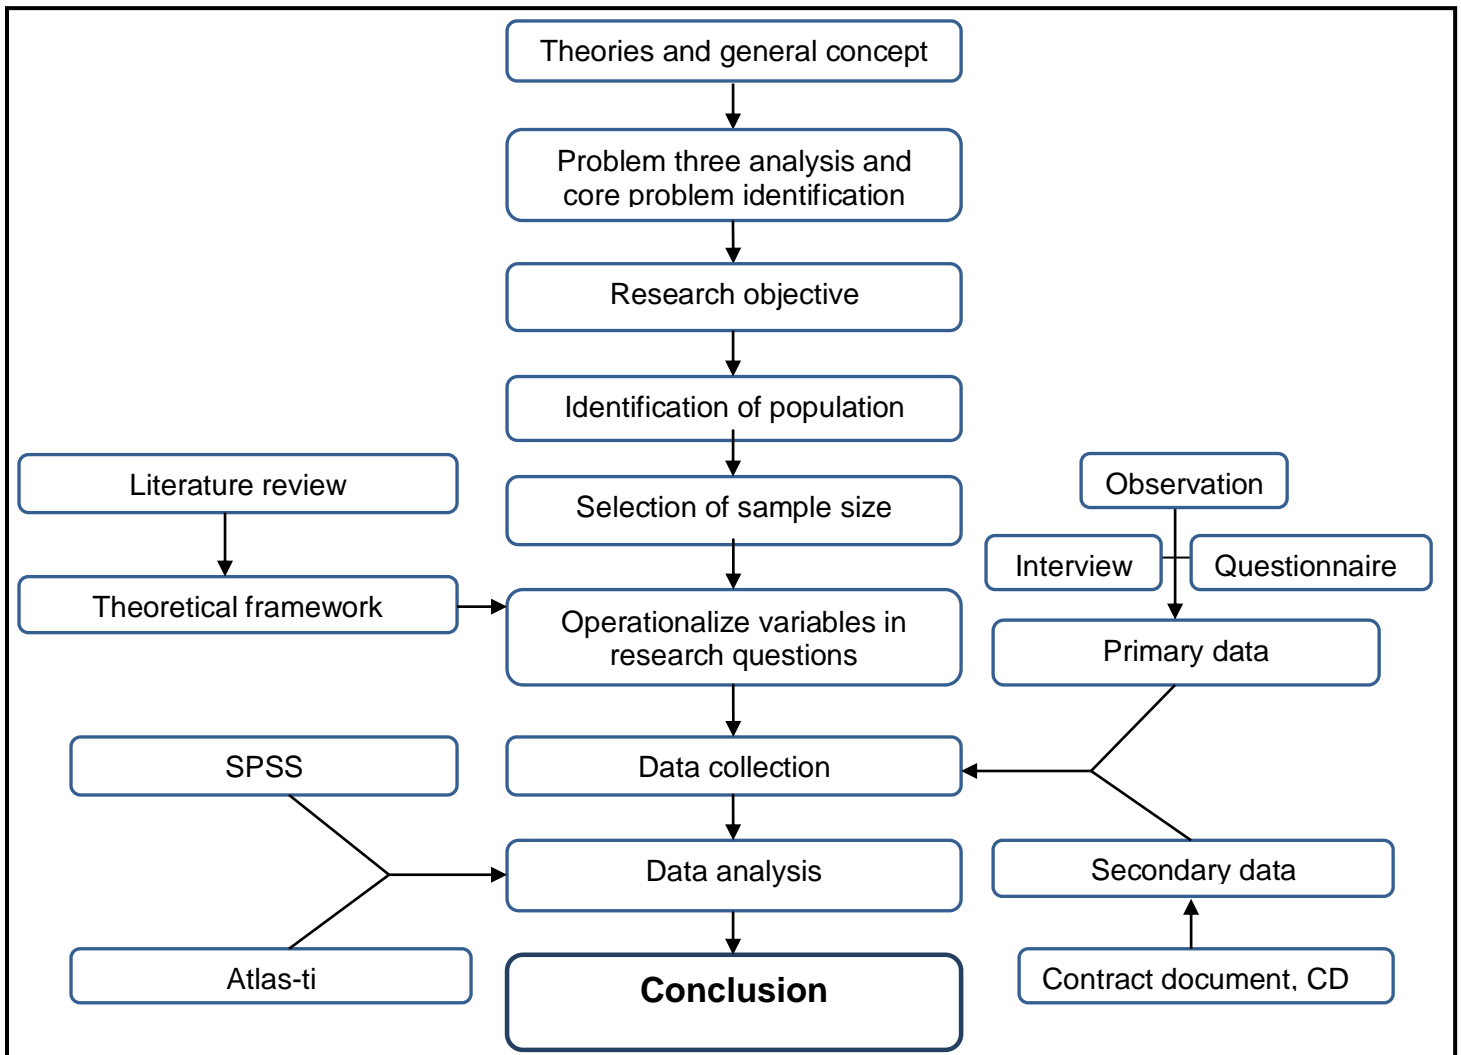 Theories and general concept
Problem three analysis and
core problem identification
Research objective
Identification of population
Literature review
Selection of sample size
Observation
Interview
Questionnaire
Theoretical framework
Operationalize variables in
research questions
Primary data
SPSS
Data collection
Data analysis
Secondary data
Atlas-ti
Conclusion
Contract document, CD